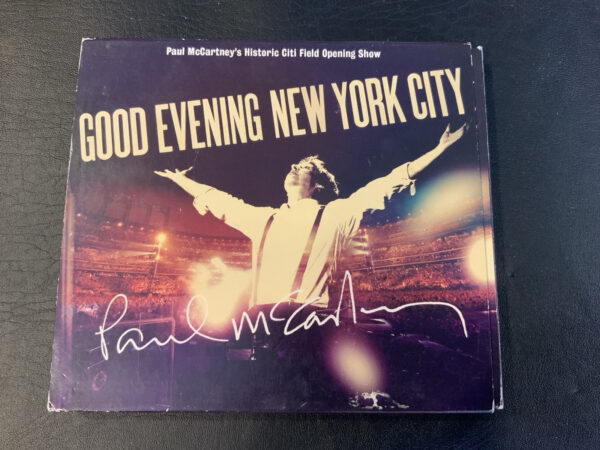 Paul McCartney's Historic Citi Field Opening Show
GOOD EVENING NEW YORK CITY
Paul McCartney